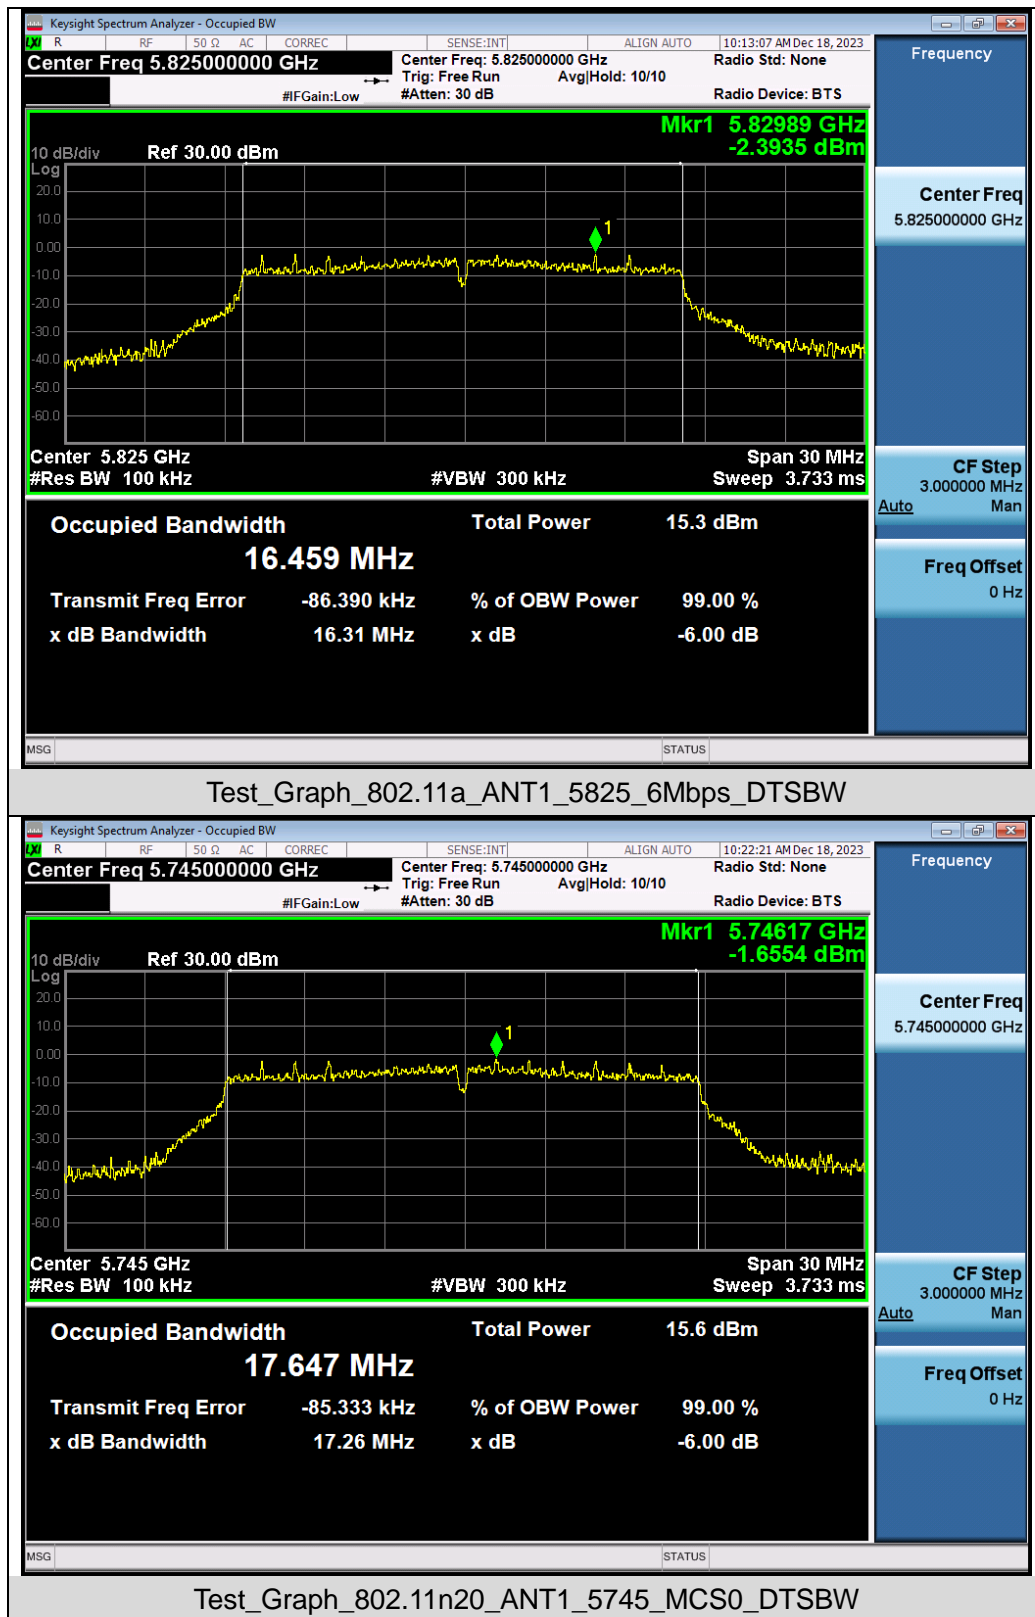 Keysight Spectrum Analyzer - Occupied BW
LXI R RF 50 Ω AC CORREC SENSE:INT ALIGN AUTO 10:13:07 AM Dec 18, 2023
Center Freq 5.825000000 GHz
Center Freq: 5.825000000 GHz
Radio Std: None
Trig: Free Run Avg|Hold: 10/10
#IFGain:Low
#Atten: 30 dB
Radio Device: BTS
Frequency
Mkr1 5.82989 GHz
-2.3935 dBm
10 dB/div Ref 30.00 dBm
Log
20.0
10.0
0.00
-10.0
-20.0
-30.0
-40.0
-50.0
-60.0
1
Center Freq
5.825000000 GHz
Center 5.825 GHz Span 30 MHz
#Res BW 100 kHz #VBW 300 kHz Sweep 3.733 ms
CF Step
3.000000 MHz
Auto Man
Occupied Bandwidth Total Power 15.3 dBm
16.459 MHz
Freq Offset
0 Hz
Transmit Freq Error -86.390 kHz % of OBW Power 99.00 %
x dB Bandwidth 16.31 MHz x dB -6.00 dB
MSG STATUS
Test_Graph_802.11a_ANT1_5825_6Mbps_DTSBW
Keysight Spectrum Analyzer - Occupied BW
LXI R RF 50 Ω AC CORREC SENSE:INT ALIGN AUTO 10:22:21 AM Dec 18, 2023
Center Freq 5.745000000 GHz
Center Freq: 5.745000000 GHz
Radio Std: None
Trig: Free Run Avg|Hold: 10/10
#IFGain:Low
#Atten: 30 dB
Radio Device: BTS
Frequency
Mkr1 5.74617 GHz
-1.6554 dBm
10 dB/div Ref 30.00 dBm
Log
20.0
10.0
0.00
-10.0
-20.0
-30.0
-40.0
-50.0
-60.0
1
Center Freq
5.745000000 GHz
Center 5.745 GHz Span 30 MHz
#Res BW 100 kHz #VBW 300 kHz Sweep 3.733 ms
CF Step
3.000000 MHz
Auto Man
Occupied Bandwidth Total Power 15.6 dBm
17.647 MHz
Freq Offset
0 Hz
Transmit Freq Error -85.333 kHz % of OBW Power 99.00 %
x dB Bandwidth 17.26 MHz x dB -6.00 dB
MSG STATUS
Test_Graph_802.11n20_ANT1_5745_MCS0_DTSBW